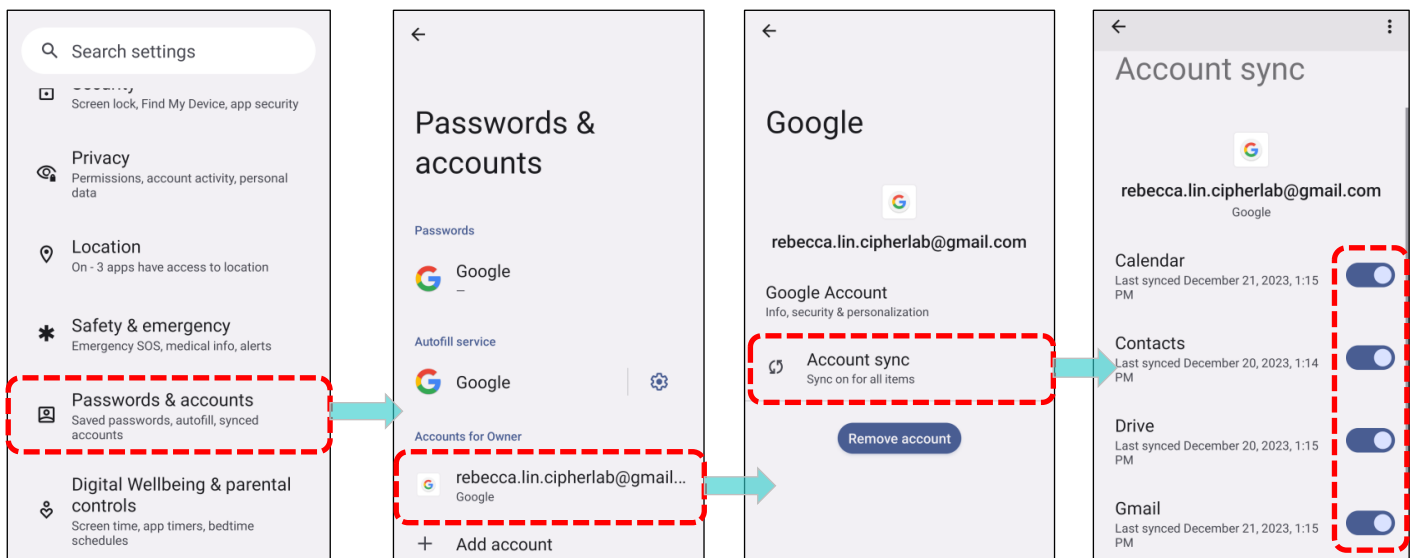 Search settings
Screen lock, Find My Device, app security
Privacy
Permissions, account activity, personal
data
Location
On - 3 apps have access to location
Safety & emergency
Emergency SOS, medical info, alerts
Passwords & accounts
Saved passwords, autofill, synced
accounts
Digital Wellbeing & parental
controls
Screen time, app timers, bedtime
schedules
Passwords &
accounts
Passwords
Google
–
Autofill service
Google
Accounts for Owner
rebecca.lin.cipherlab@gmail...
Google
Add account
Google
rebecca.lin.cipherlab@gmail.com
Google Account
Info, security & personalization
Account sync
Sync on for all items
Remove account
Account sync
rebecca.lin.cipherlab@gmail.com
Google
Calendar
Last synced December 21, 2023, 1:15
PM
Contacts
Last synced December 20, 2023, 1:14
PM
Drive
Last synced December 20, 2023, 1:15
PM
Gmail
Last synced December 21, 2023, 1:15
PM